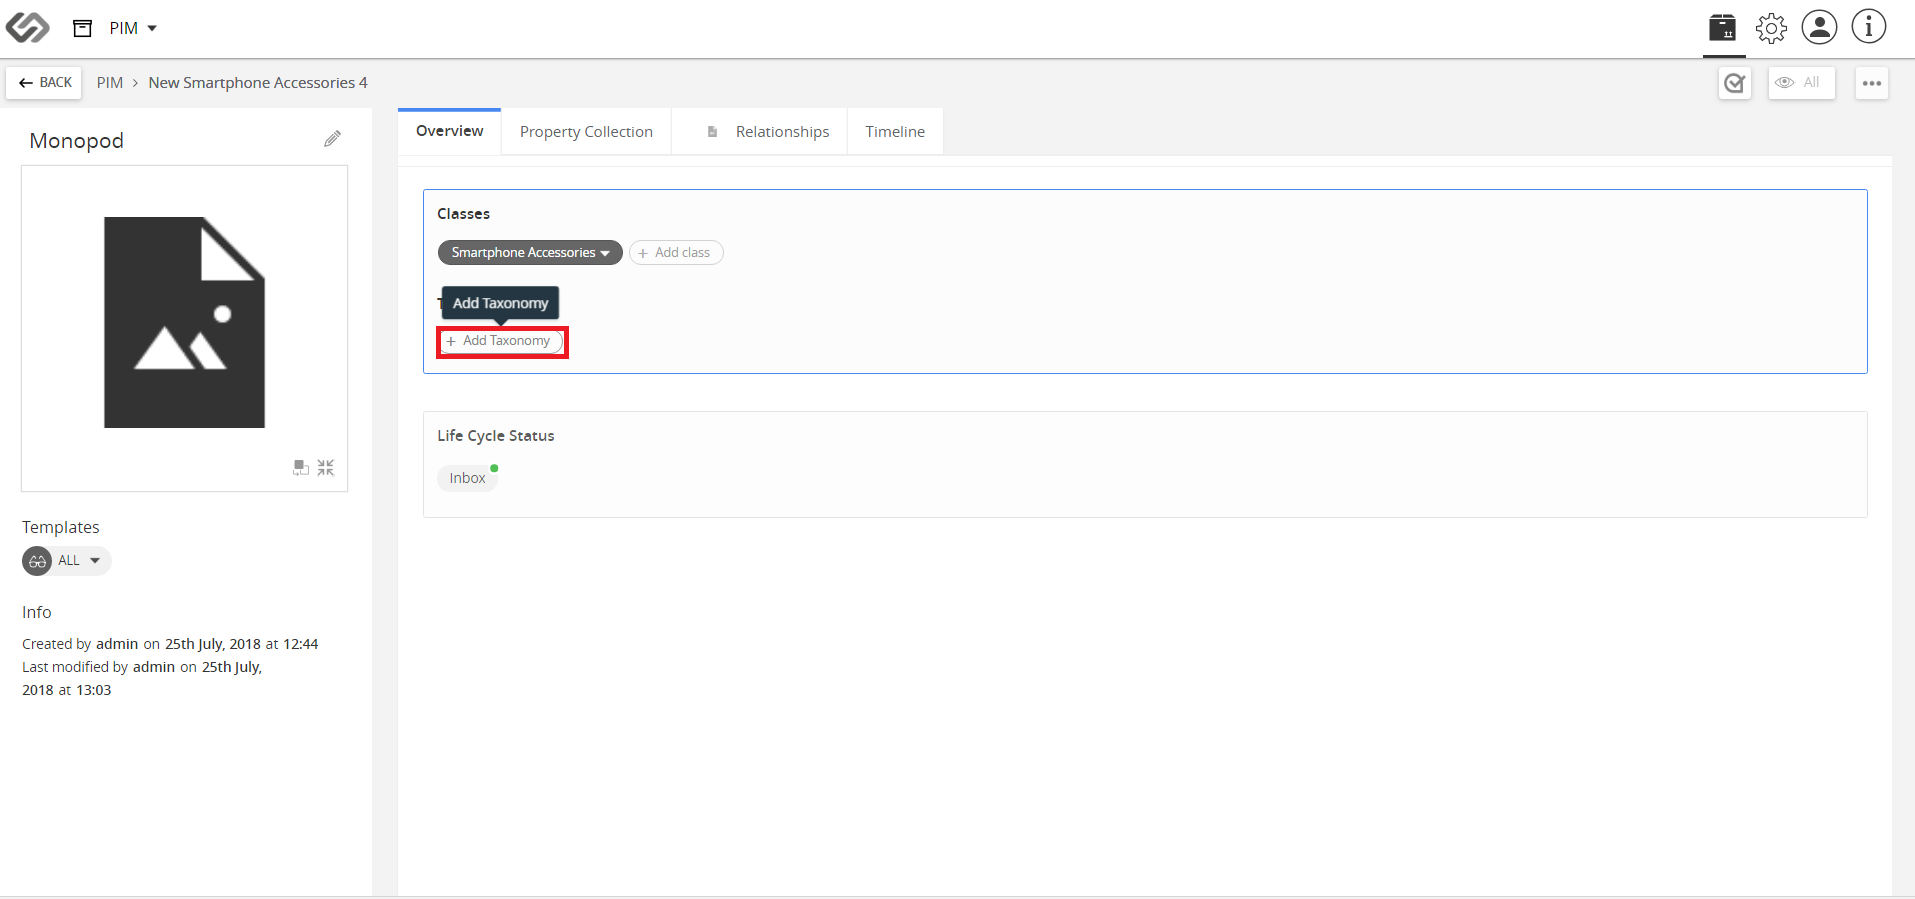 PIM
BACK
PIM > New Smartphone Accessories 4
All
Monopod
Overview
Property Collection
Relationships
Timeline
Classes
Smartphone Accessories
+ Add class
Add Taxonomy
+ Add Taxonomy
Life Cycle Status
Inbox
Templates
ALL
Info
Created by admin on 25th July, 2018 at 12:44
Last modified by admin on 25th July,
2018 at 13:03